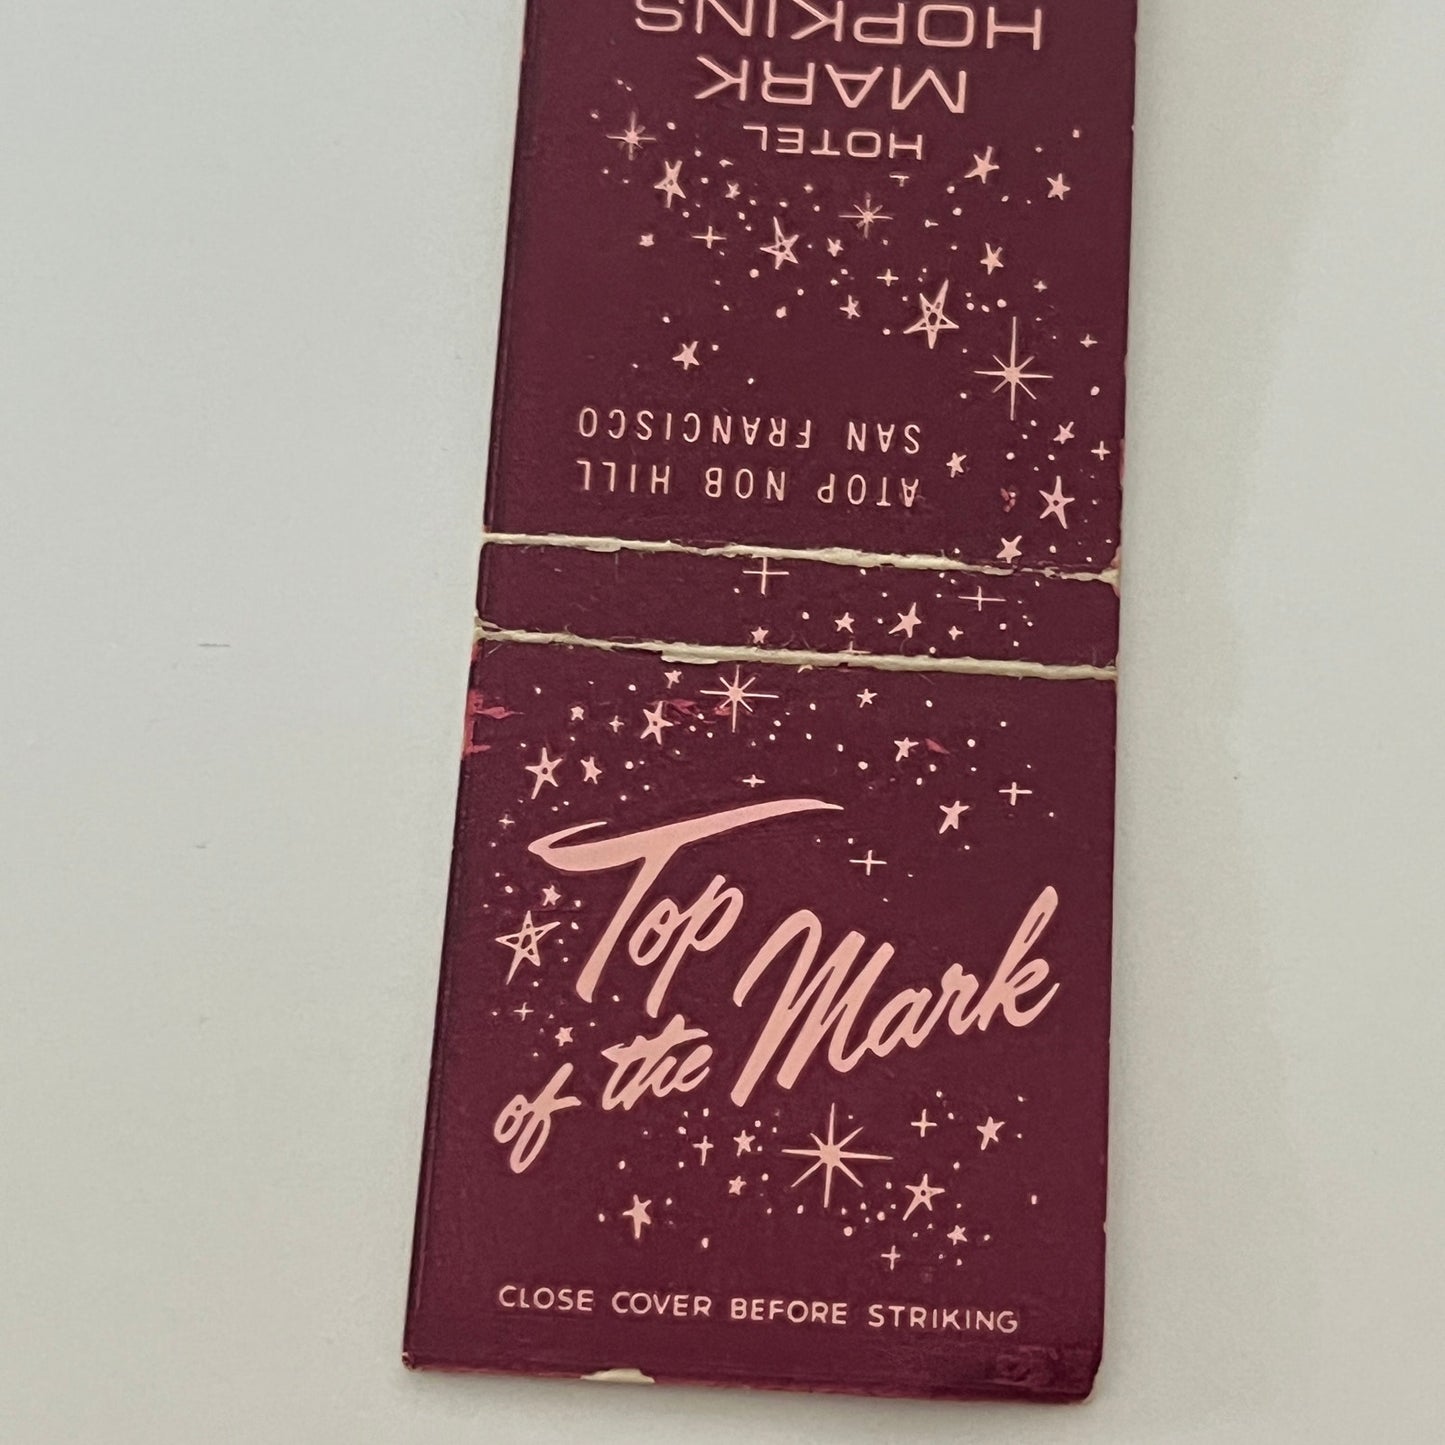 HOTEL
MARK
HOPKINS
ATOP NOB HILL
SAN FRANCISCO
Top
of the Mark
CLOSE COVER BEFORE STRIKING